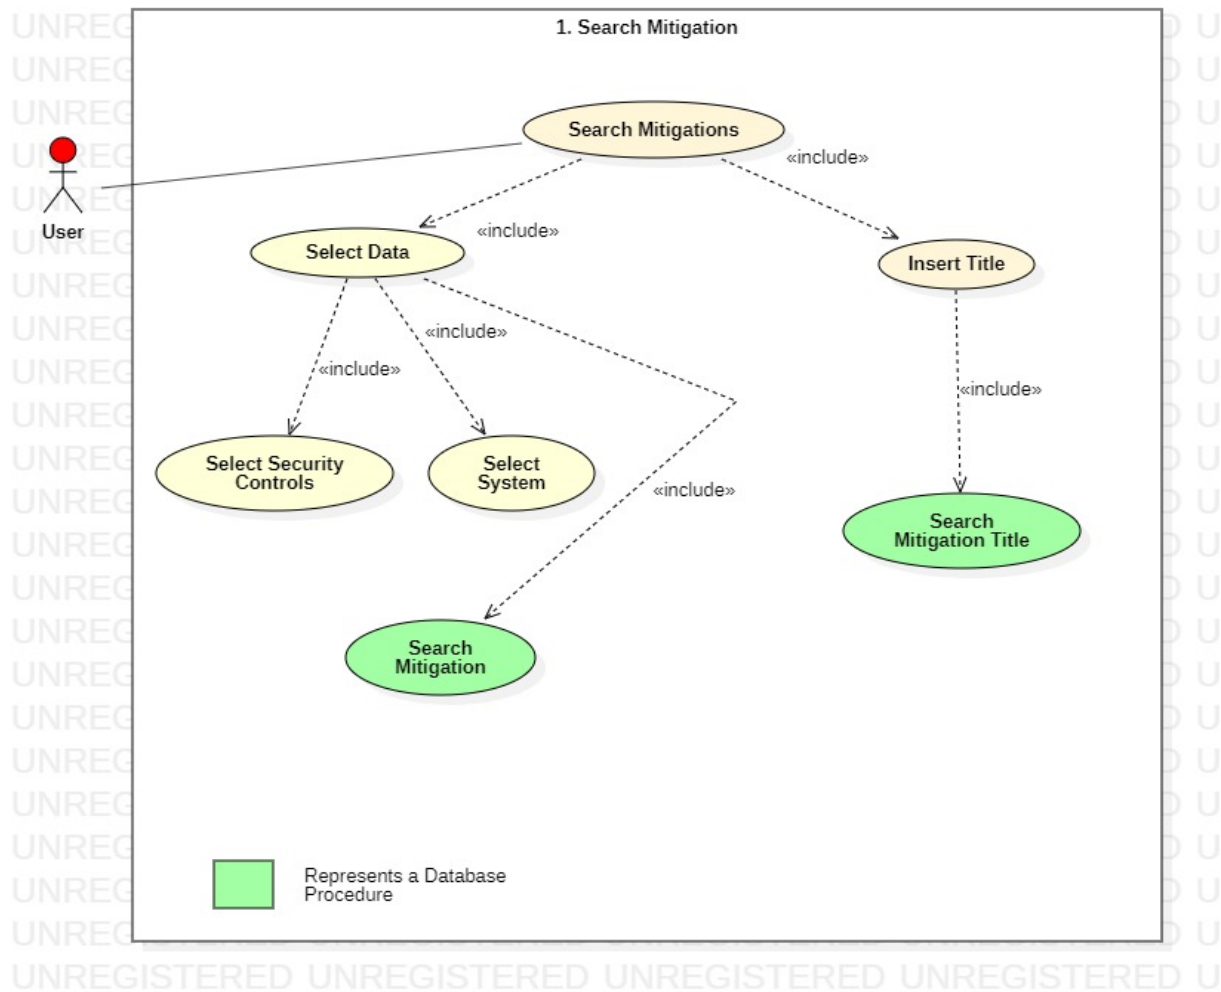 1. Search Mitigation
Search Mitigations
«include»
User
«include»
Select Data
Insert Title
«include»
«include»
«include»
Select Security
Controls
Select
System
«include»
Search
Mitigation Title
Search
Mitigation
Represents a Database
Procedure
UNREGISTERED UNREGISTERED UNREGISTERED UNREGISTERED U